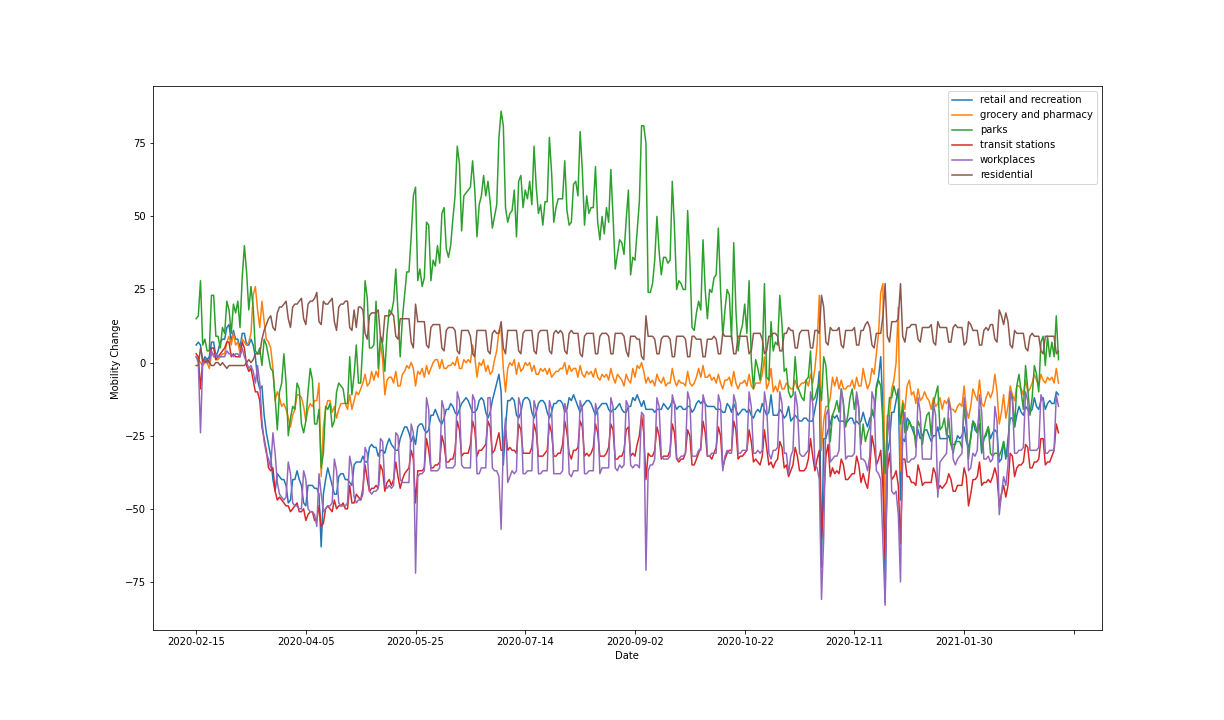 retail and recreation
grocery and pharmacy
parks
transit stations
workplaces
residential
Mobility Change
75
50
25
0
−25
−50
−75
2020-02-15 2020-04-05 2020-05-25 2020-07-14 2020-09-02 2020-10-22 2020-12-11 2021-01-30
Date